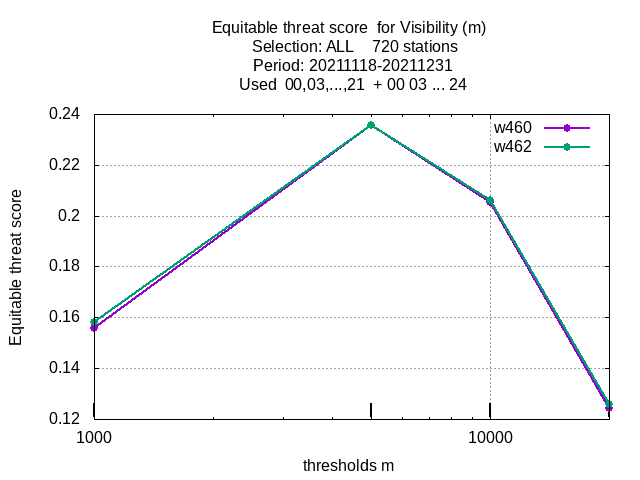 Equitable threat score  for Visibility (m)
Selection: ALL    720 stations
Period: 20211118-20211231
Used  00,03,...,21  + 00 03 ... 24
w460
w462
Equitable threat score
0.24
0.22
0.2
0.18
0.16
0.14
0.12
1000
10000
thresholds m